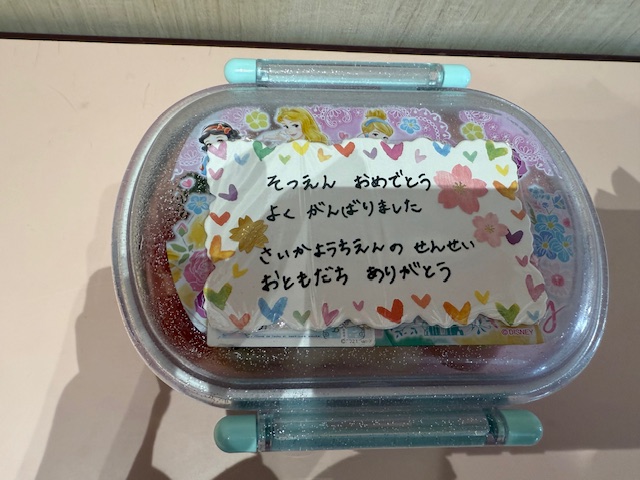 そつえん おめでとう
よく がんばりました
さいかようちえんの せんせい
おともだち ありがとう
©DISNEY